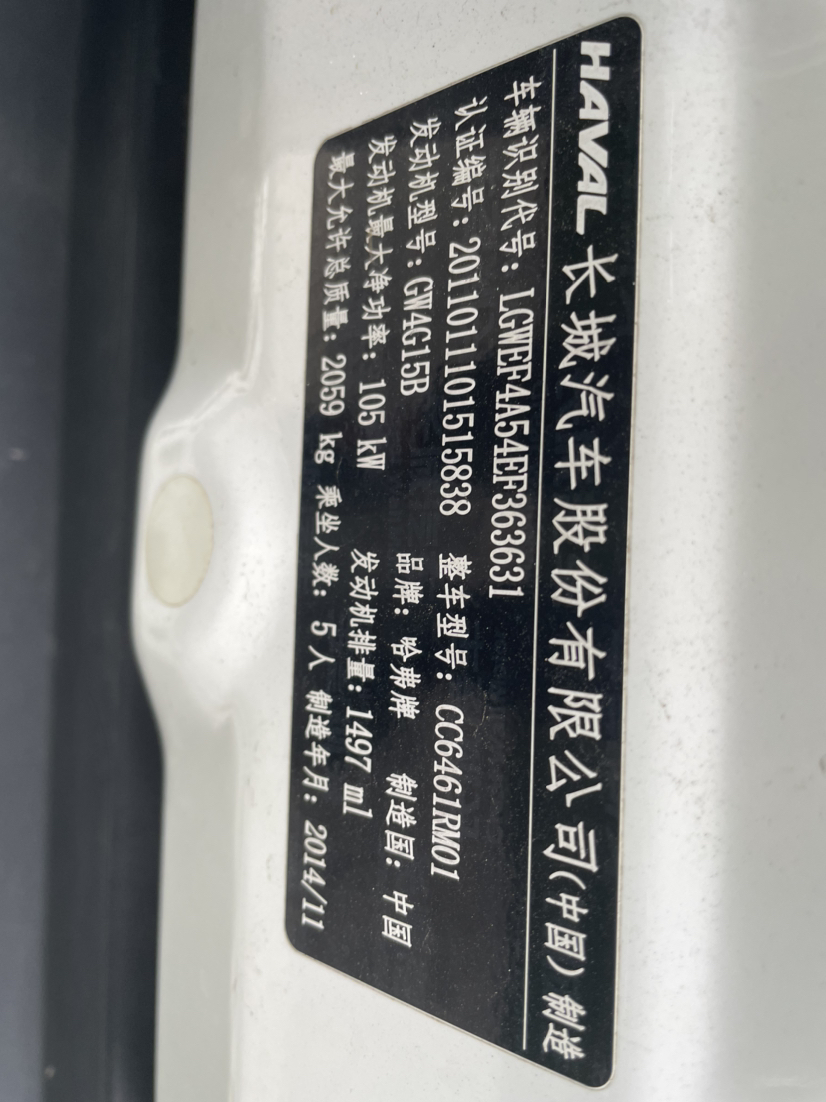 HAVAL 长城汽车股份有限公司(中国)制造
车辆识别代号：LGWEF4A54EF363631
认证编号：2011011101515838 整车型号：CC6461RM01
发动机型号：GW4G15B 品牌：哈弗牌 制造国：中国
发动机最大净功率：105 kW 发动机排量：1497 ml
最大允许总质量：2059 kg 乘坐人数：5人 制造年月：2014/11